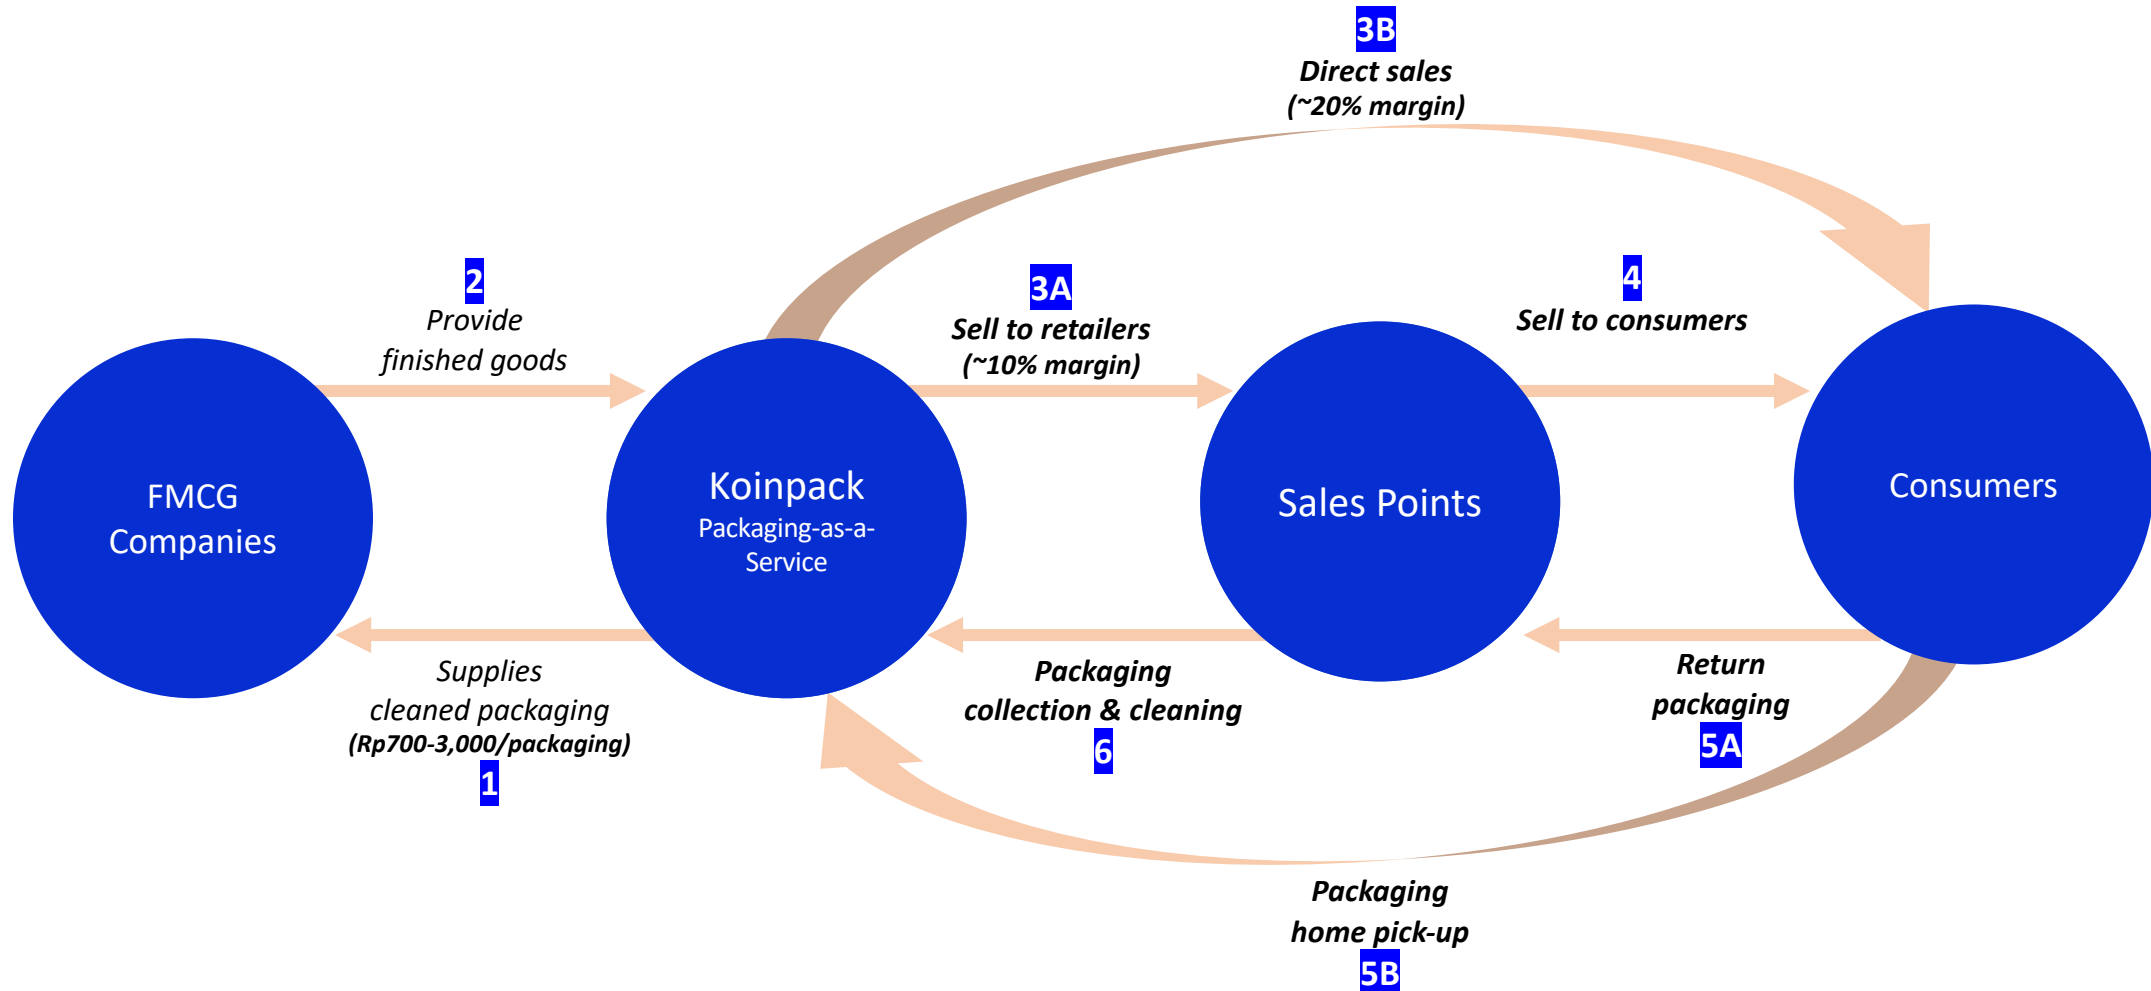 3B
Direct sales
(~20% margin)
2
Provide
finished goods
3A
Sell to retailers
(~10% margin)
4
Sell to consumers
FMCG
Companies
Koinpack
Packaging-as-a-
Service
Sales Points
Consumers
Supplies
cleaned packaging
(Rp700-3,000/packaging)
1
Packaging
collection & cleaning
6
Return
packaging
5A
Packaging
home pick-up
5B